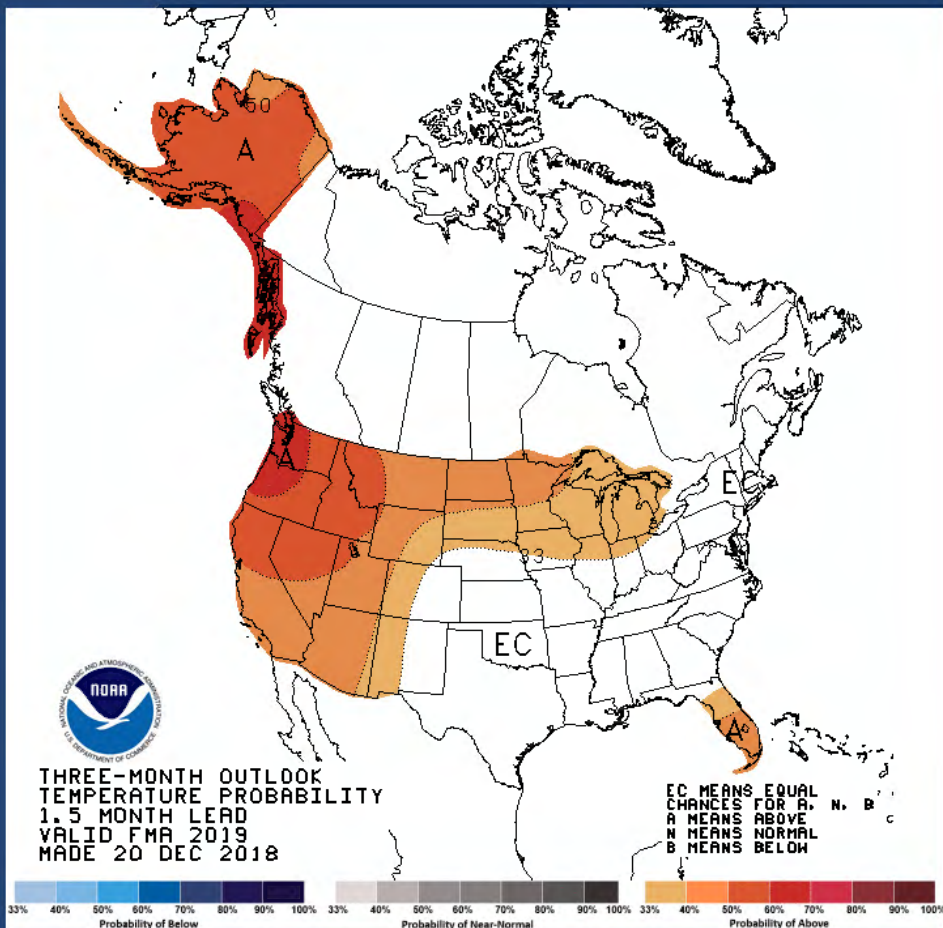 50
A
A
EC
33
EC
A
NATIONAL OCEANIC AND ATMOSPHERIC ADMINISTRATION
NOAA
U.S. DEPARTMENT OF COMMERCE
THREE-MONTH OUTLOOK
TEMPERATURE PROBABILITY
1.5 MONTH LEAD
VALID FMA 2019
MADE 20 DEC 2018
EC MEANS EQUAL
CHANCES FOR A, N, B
A MEANS ABOVE
N MEANS NORMAL
B MEANS BELOW
33% 40% 50% 60% 70% 80% 90% 100%
Probability of Below
33% 40% 50% 60% 70% 80% 90% 100%
Probability of Near-Normal
33% 40% 50% 60% 70% 80% 90% 100%
Probability of Above